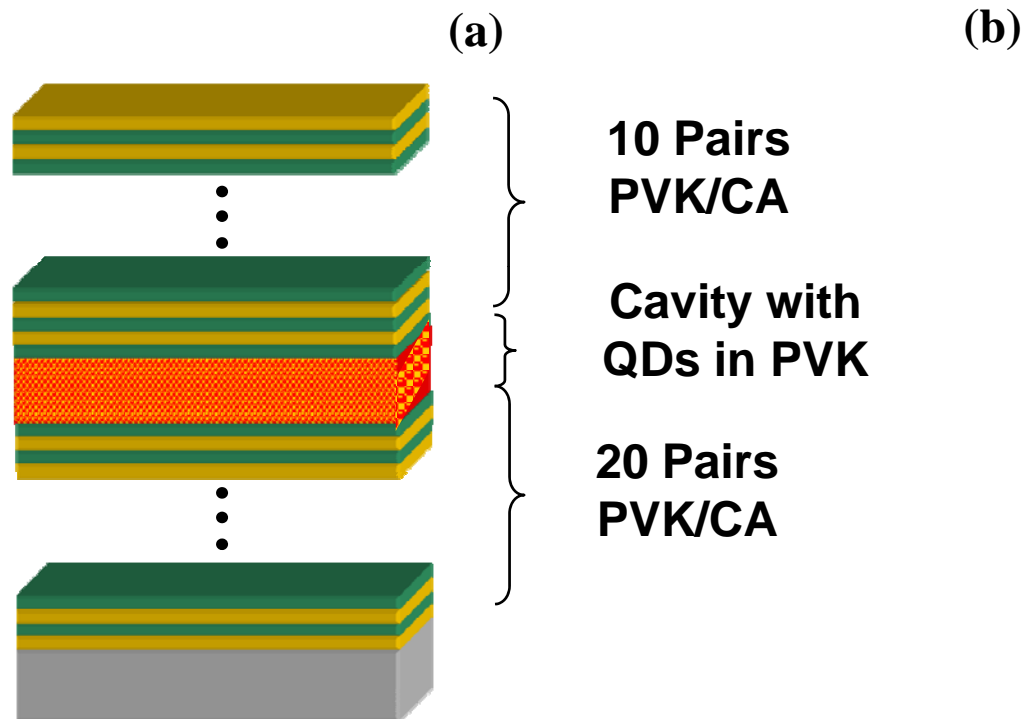 (a)
(b)
10 Pairs
PVK/CA
Cavity with
QDs in PVK
20 Pairs
PVK/CA